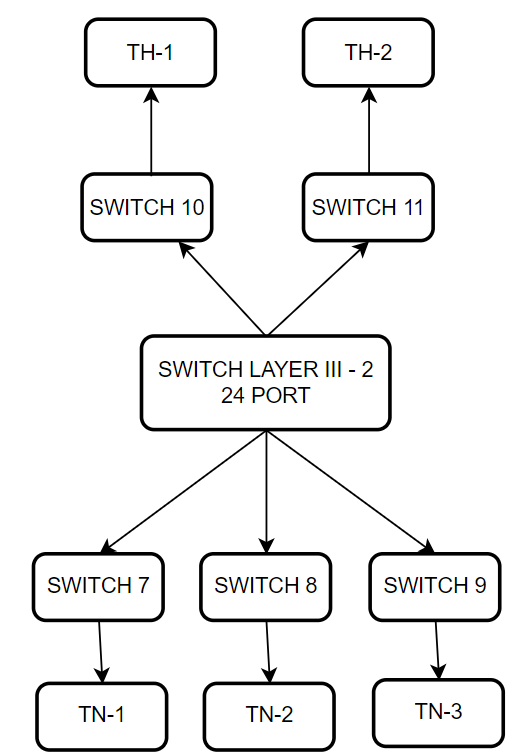 TH-1
TH-2
SWITCH 10
SWITCH 11
SWITCH LAYER III - 2
24 PORT
SWITCH 7
SWITCH 8
SWITCH 9
TN-1
TN-2
TN-3